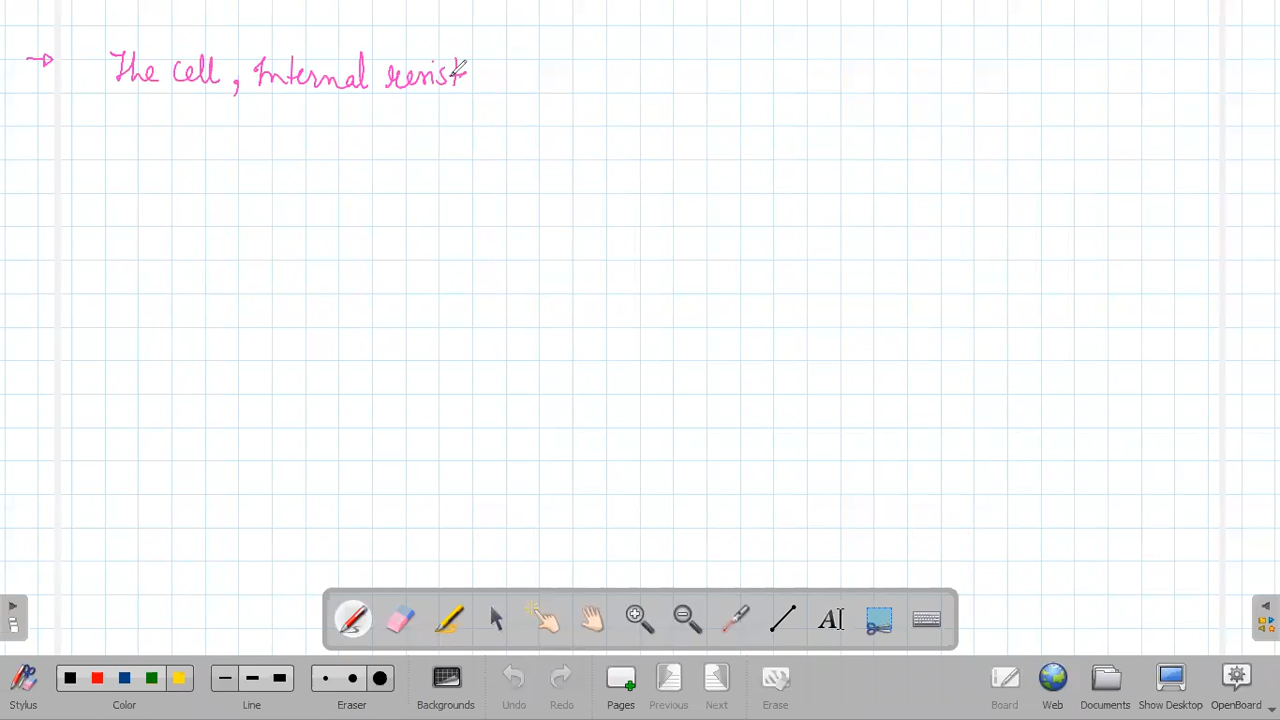 → The cell, Internal resist
Stylus
Color
Line
Eraser
Backgrounds
Undo
Redo
Pages
Previous
Next
Erase
Board
Web
Documents
Show Desktop
OpenBoard